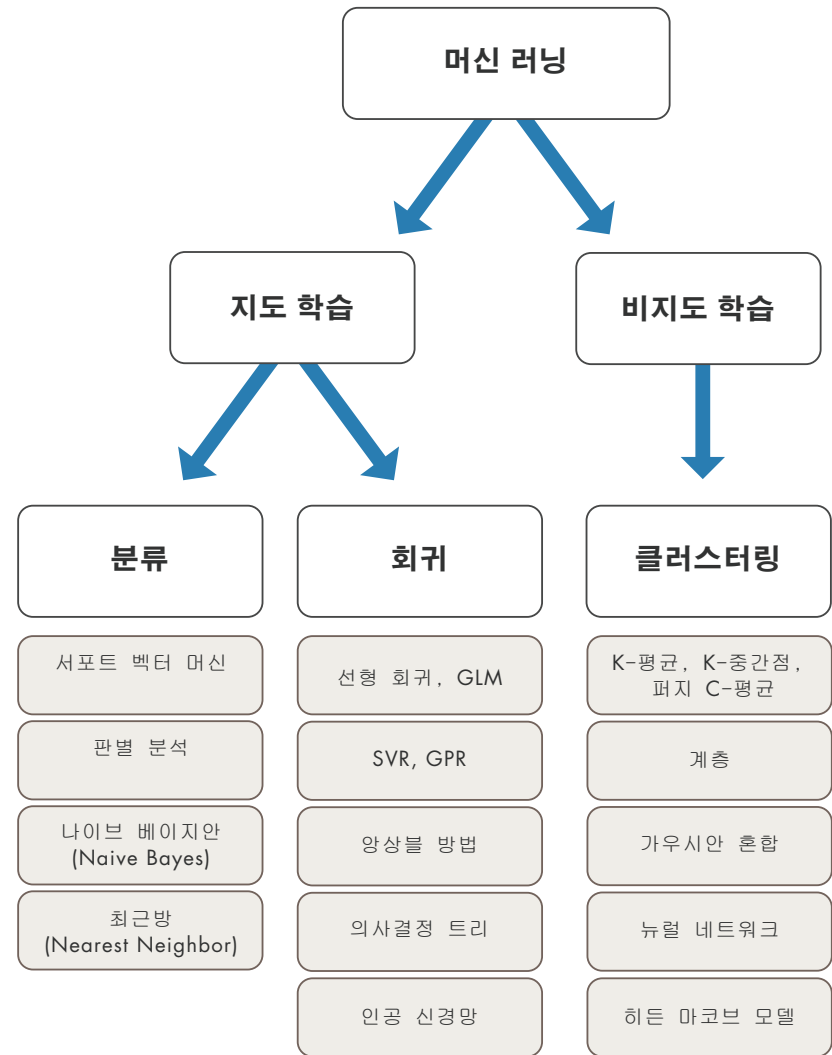 머신 러닝
지도 학습
비지도 학습
분류
서포트 벡터 머신
판별 분석
나이브 베이지안
(Naive Bayes)
최근방
(Nearest Neighbor)
회귀
선형 회귀, GLM
SVR, GPR
앙상블 방법
의사결정 트리
인공 신경망
클러스터링
K-평균, K-중간점,
퍼지 C-평균
계층
가우시안 혼합
뉴럴 네트워크
히든 마코브 모델